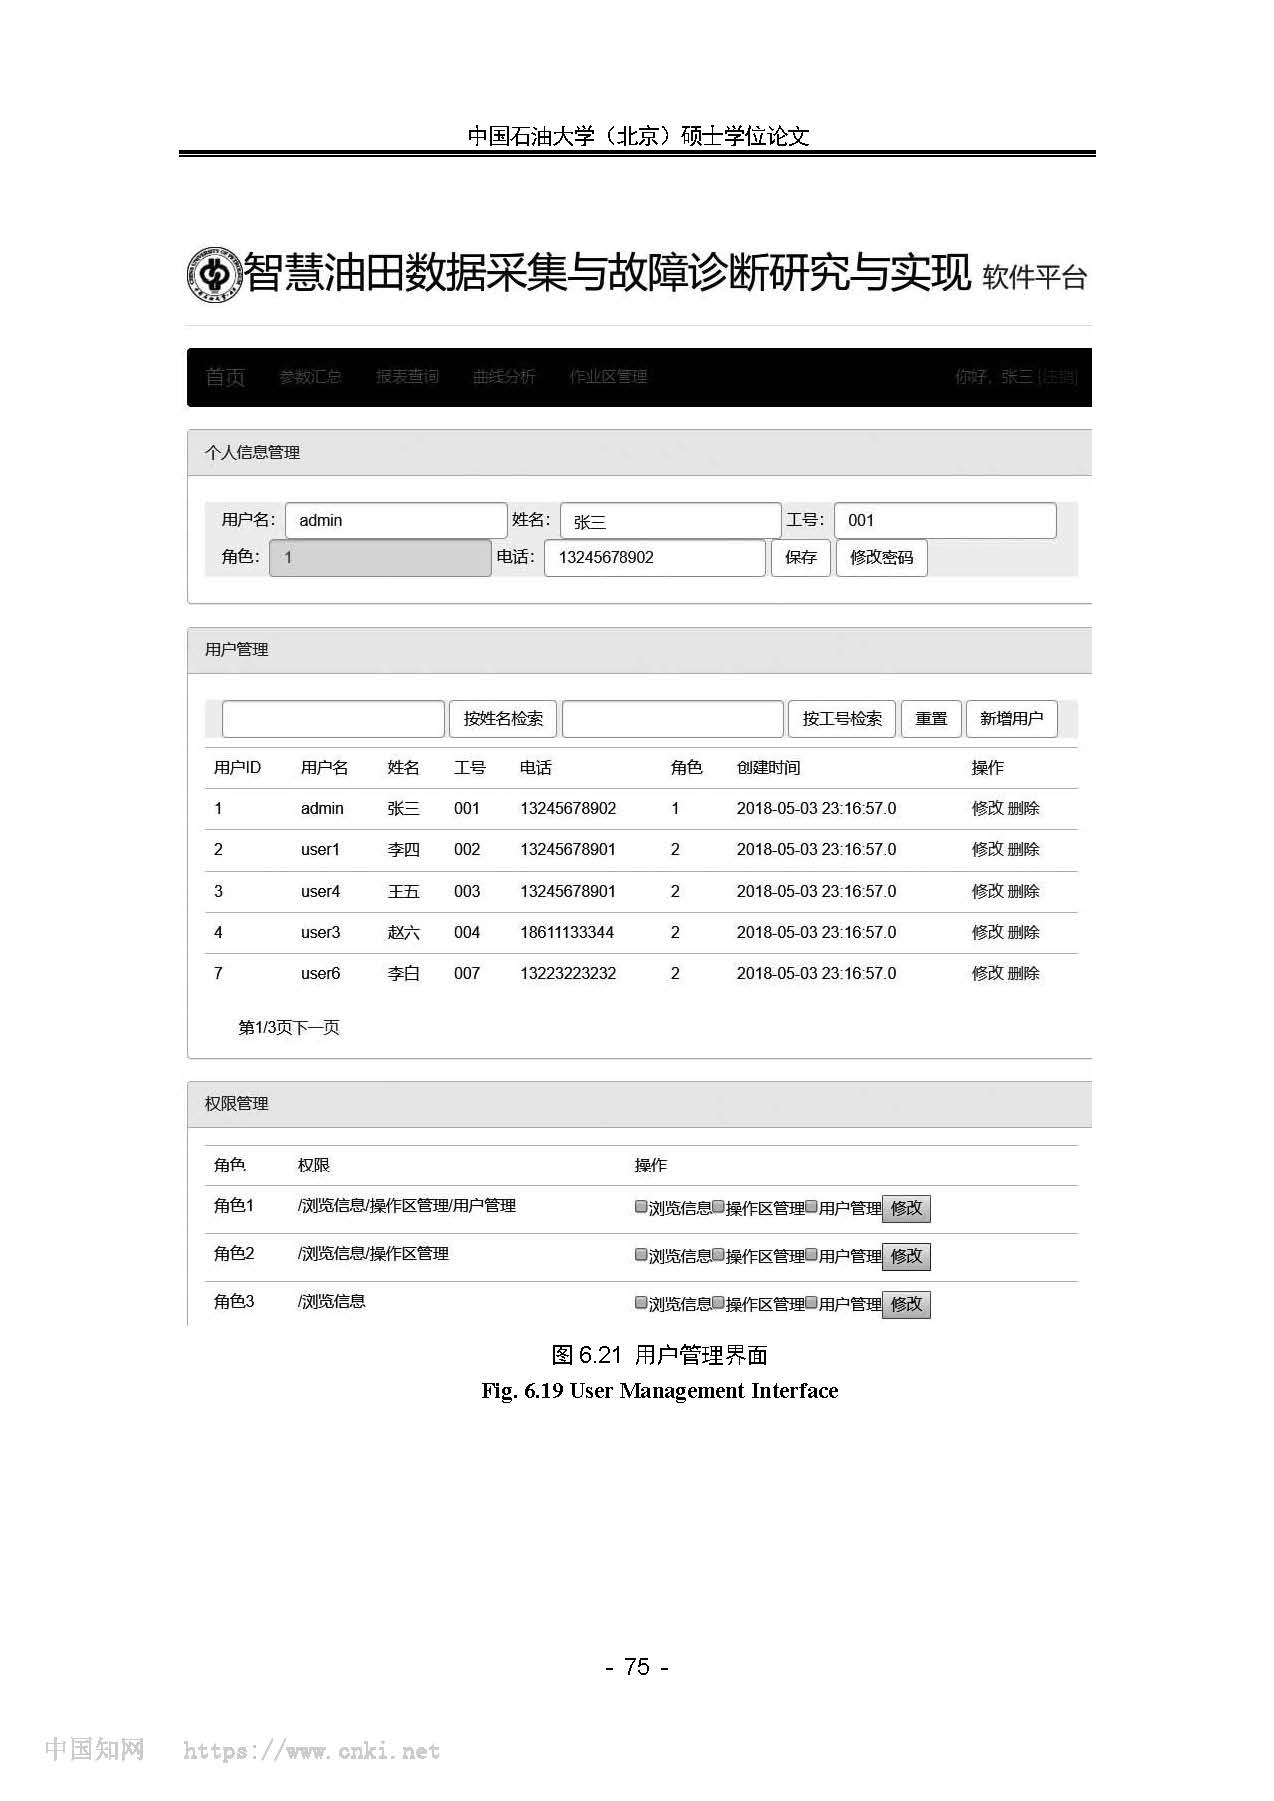 中国石油大学（北京）硕士学位论文
智慧油田数据采集与故障诊断研究与实现 软件平台
首页 参数汇总 报表查询 曲线分析 作业区管理 你好，张三 [注销]
个人信息管理
用户名： admin 姓名： 张三 工号： 001
角色： 1 电话： 13245678902 保存 修改密码
用户管理
按姓名检索 按工号检索 重置 新增用户
用户ID 用户名 姓名 工号 电话 角色 创建时间 操作
1 admin 张三 001 13245678902 1 2018-05-03 23:16:57.0 修改 删除
2 user1 李四 002 13245678901 2 2018-05-03 23:16:57.0 修改 删除
3 user4 王五 003 13245678901 2 2018-05-03 23:16:57.0 修改 删除
4 user3 赵六 004 18611133344 2 2018-05-03 23:16:57.0 修改 删除
7 user6 李白 007 13223223232 2 2018-05-03 23:16:57.0 修改 删除
第1/3页下一页
权限管理
角色 权限 操作
角色1 /浏览信息/操作区管理/用户管理 浏览信息 操作区管理 用户管理 修改
角色2 /浏览信息/操作区管理 浏览信息 操作区管理 用户管理 修改
角色3 /浏览信息 浏览信息 操作区管理 用户管理 修改
图 6.21 用户管理界面
Fig. 6.19 User Management Interface
- 75 -
中国知网 https://www.cnki.net